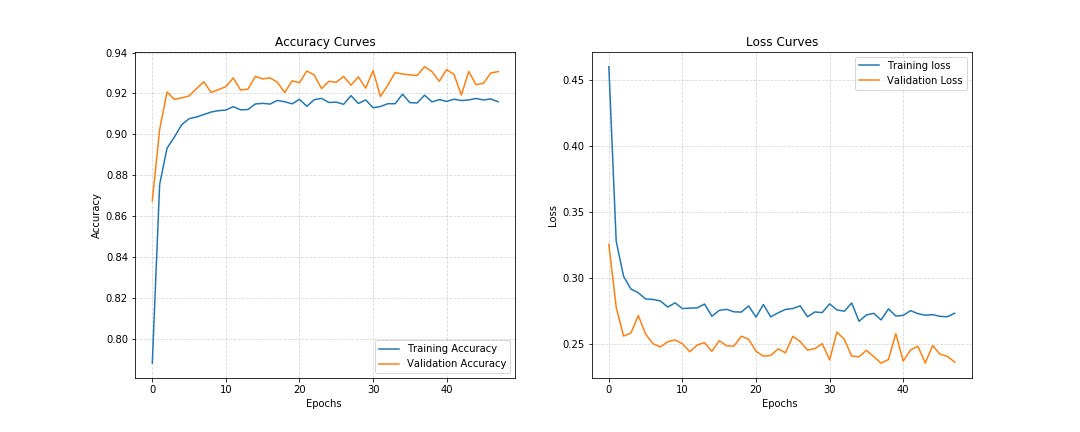 Accuracy Curves
0.94
0.92
0.90
0.88
0.86
0.84
0.82
0.80
Accuracy
Training Accuracy
Validation Accuracy
0 10 20 30 40
Epochs
Loss Curves
0.45
0.40
0.35
0.30
0.25
Loss
Training loss
Validation Loss
0 10 20 30 40
Epochs